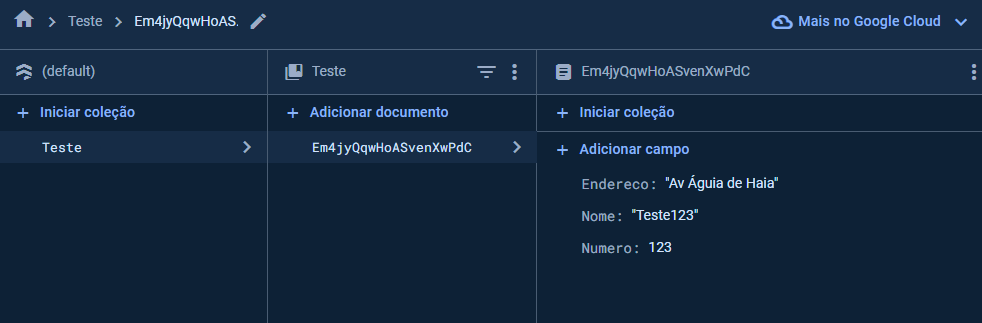 Teste Em4jyQqwHoAS. Mais no Google Cloud
(default) Teste Em4jyQqwHoASvenXwPdC
Iniciar coleção Adicionar documento Iniciar coleção
Teste Em4jyQqwHoASvenXwPdC
Adicionar campo
Endereco: "Av Águia de Haia"
Nome: "Teste123"
Numero: 123